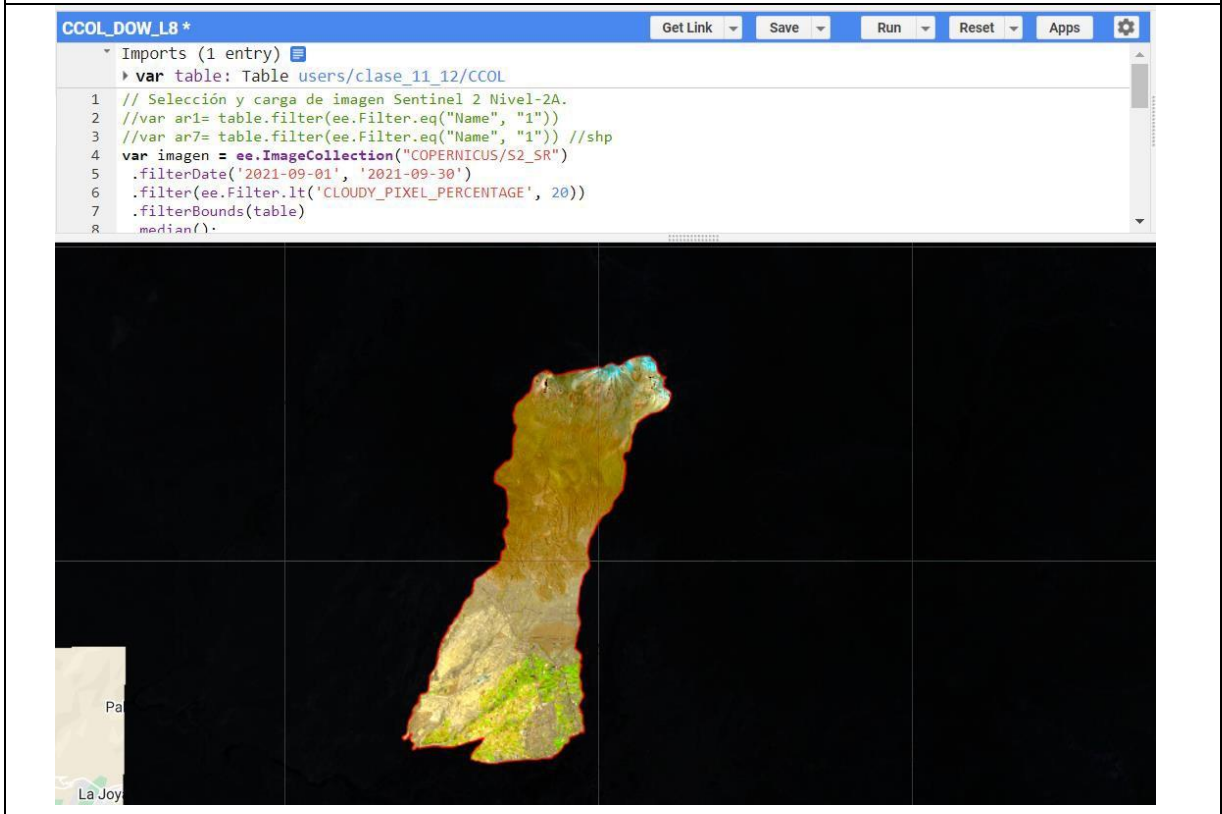 CCOL_DOW_L8 *
Get Link Save Run Reset Apps
Imports (1 entry)
var table: Table users/clase_11_12/CCOL
1 // Selección y carga de imagen Sentinel 2 Nivel-2A.
2 //var ar1= table.filter(ee.Filter.eq("Name", "1"))
3 //var ar7= table.filter(ee.Filter.eq("Name", "1")) //shp
4 var imagen = ee.ImageCollection("COPERNICUS/S2_SR")
5 .filterDate('2021-09-01', '2021-09-30')
6 .filter(ee.Filter.lt('CLOUDY_PIXEL_PERCENTAGE', 20))
7 .filterBounds(table)
8 .median();
Pal
La Joy